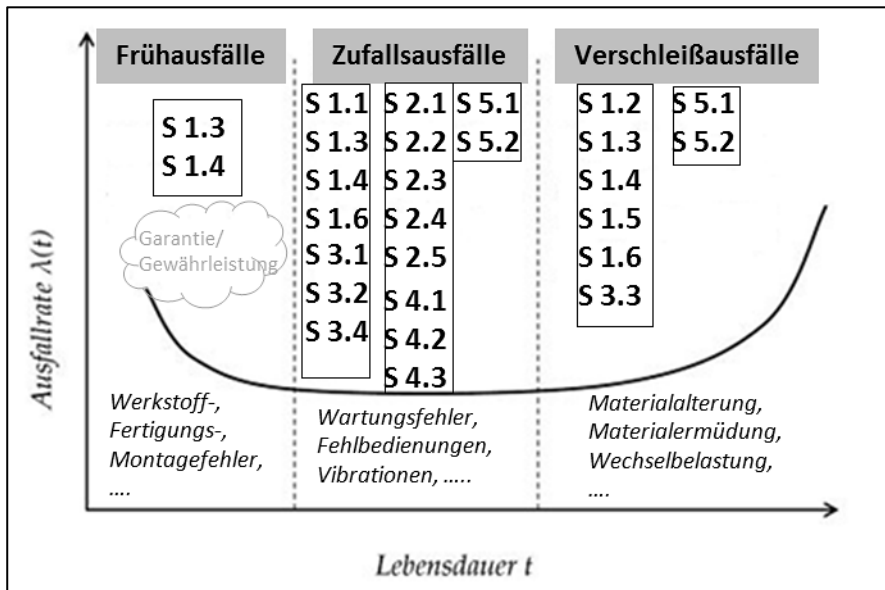 Frühausfälle
Zufallsausfälle
Verschleißausfälle
S 1.3
S 1.4
Garantie/
Gewährleistung
S 1.1
S 1.3
S 1.4
S 1.6
S 3.1
S 3.2
S 3.4
S 2.1
S 2.2
S 2.3
S 2.4
S 2.5
S 4.1
S 4.2
S 4.3
S 5.1
S 5.2
S 1.2
S 1.3
S 1.4
S 1.5
S 1.6
S 3.3
S 5.1
S 5.2
Ausfallrate λ(t)
Werkstoff-,
Fertigungs-,
Montagefehler,
....
Wartungsfehler,
Fehlbedienungen,
Vibrationen, .....
Materialalterung,
Materialermüdung,
Wechselbelastung,
....
Lebensdauer t